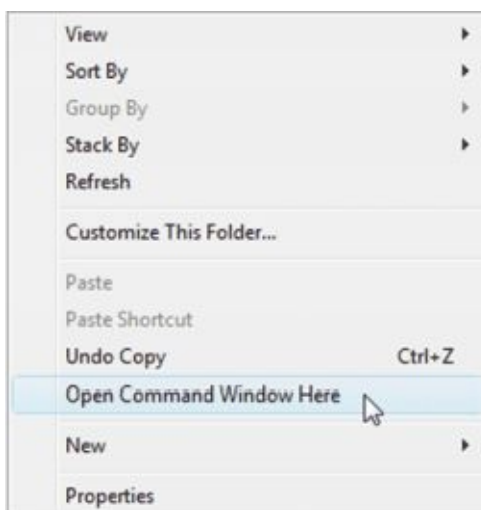 View
Sort By
Group By
Stack By
Refresh
Customize This Folder...
Paste
Paste Shortcut
Undo Copy Ctrl+Z
Open Command Window Here
New
Properties